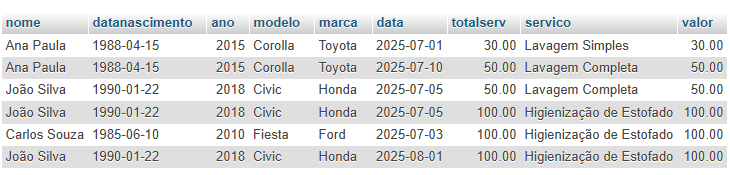 nome datanascimento ano modelo marca data totalserv servico valor
Ana Paula 1988-04-15 2015 Corolla Toyota 2025-07-01 30.00 Lavagem Simples 30.00
Ana Paula 1988-04-15 2015 Corolla Toyota 2025-07-10 50.00 Lavagem Completa 50.00
João Silva 1990-01-22 2018 Civic Honda 2025-07-05 50.00 Lavagem Completa 50.00
João Silva 1990-01-22 2018 Civic Honda 2025-07-05 100.00 Higienização de Estofado 100.00
Carlos Souza 1985-06-10 2010 Fiesta Ford 2025-07-03 100.00 Higienização de Estofado 100.00
João Silva 1990-01-22 2018 Civic Honda 2025-08-01 100.00 Higienização de Estofado 100.00